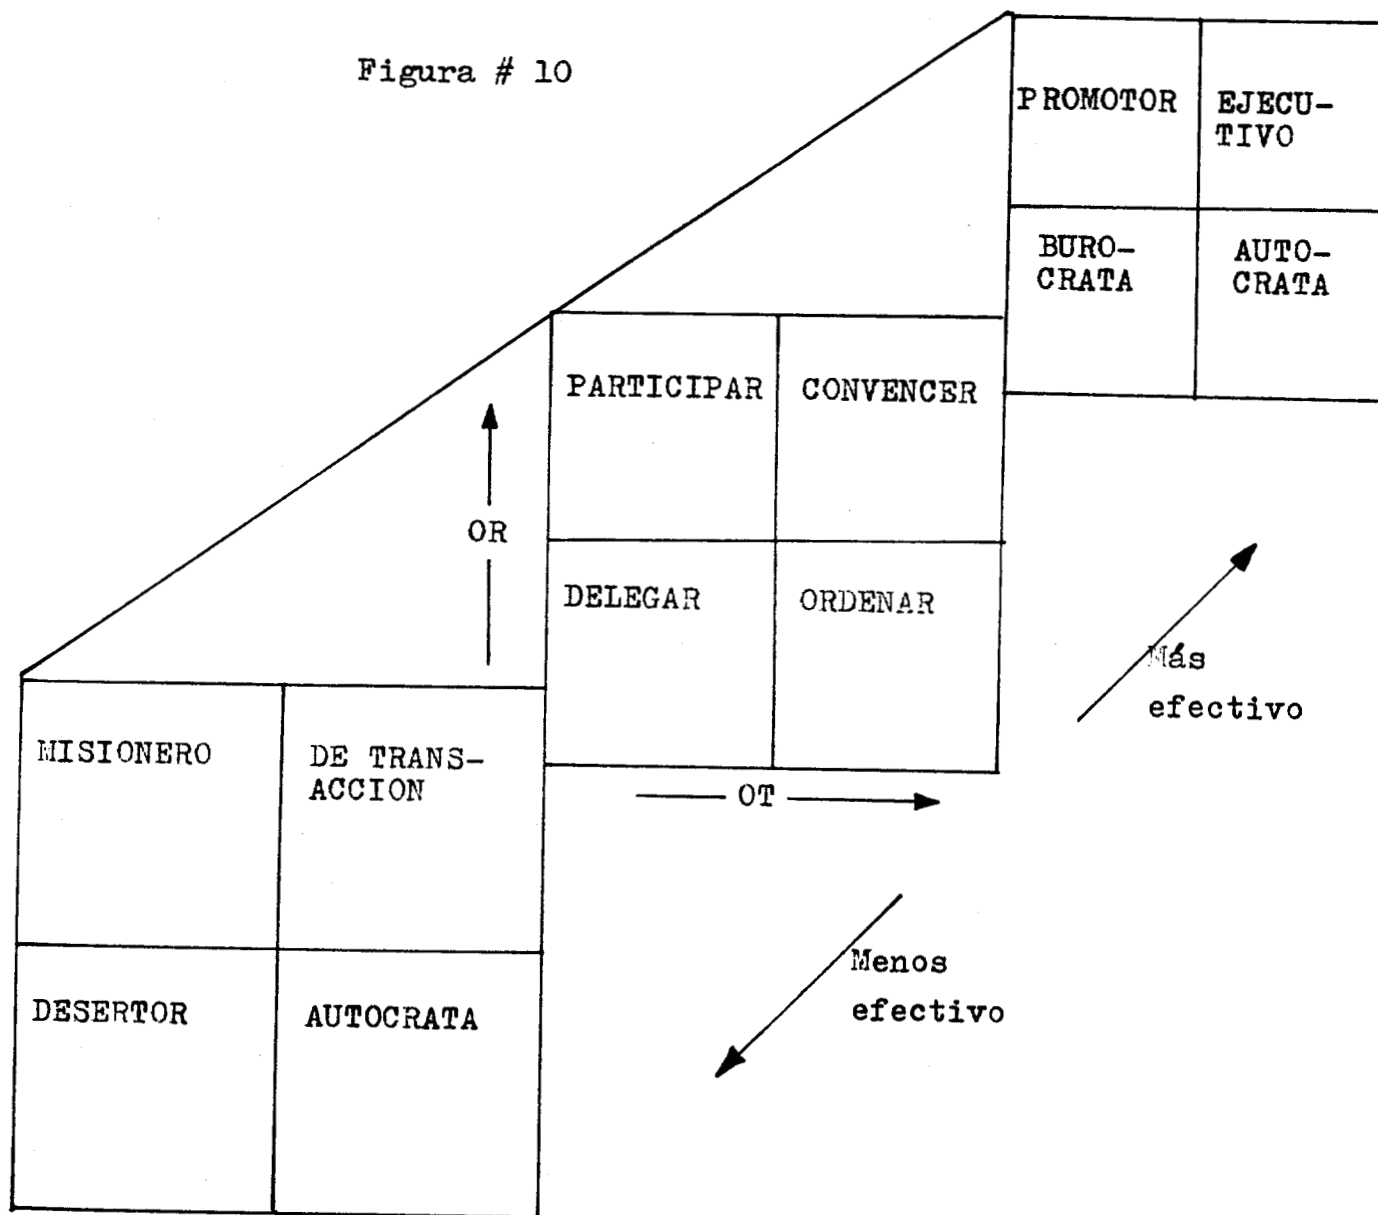 Figura # 10
PROMOTOR
EJECU-
TIVO
BURO-
CRATA
AUTO-
CRATA
PARTICIPAR
CONVENCER
OR
DELEGAR
ORDENAR
Más
efectivo
MISIONERO
DE TRANS-
ACCION
OT
Menos
efectivo
DESERTOR
AUTOCRATA